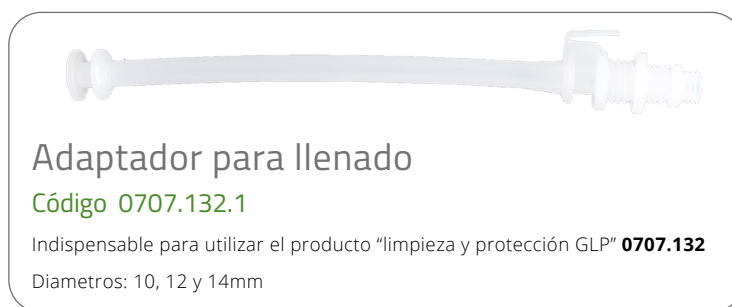 Adaptador para llenado
Código 0707.132.1
Indispensable para utilizar el producto “limpieza y protección GLP” 0707.132
Diametros: 10, 12 y 14mm